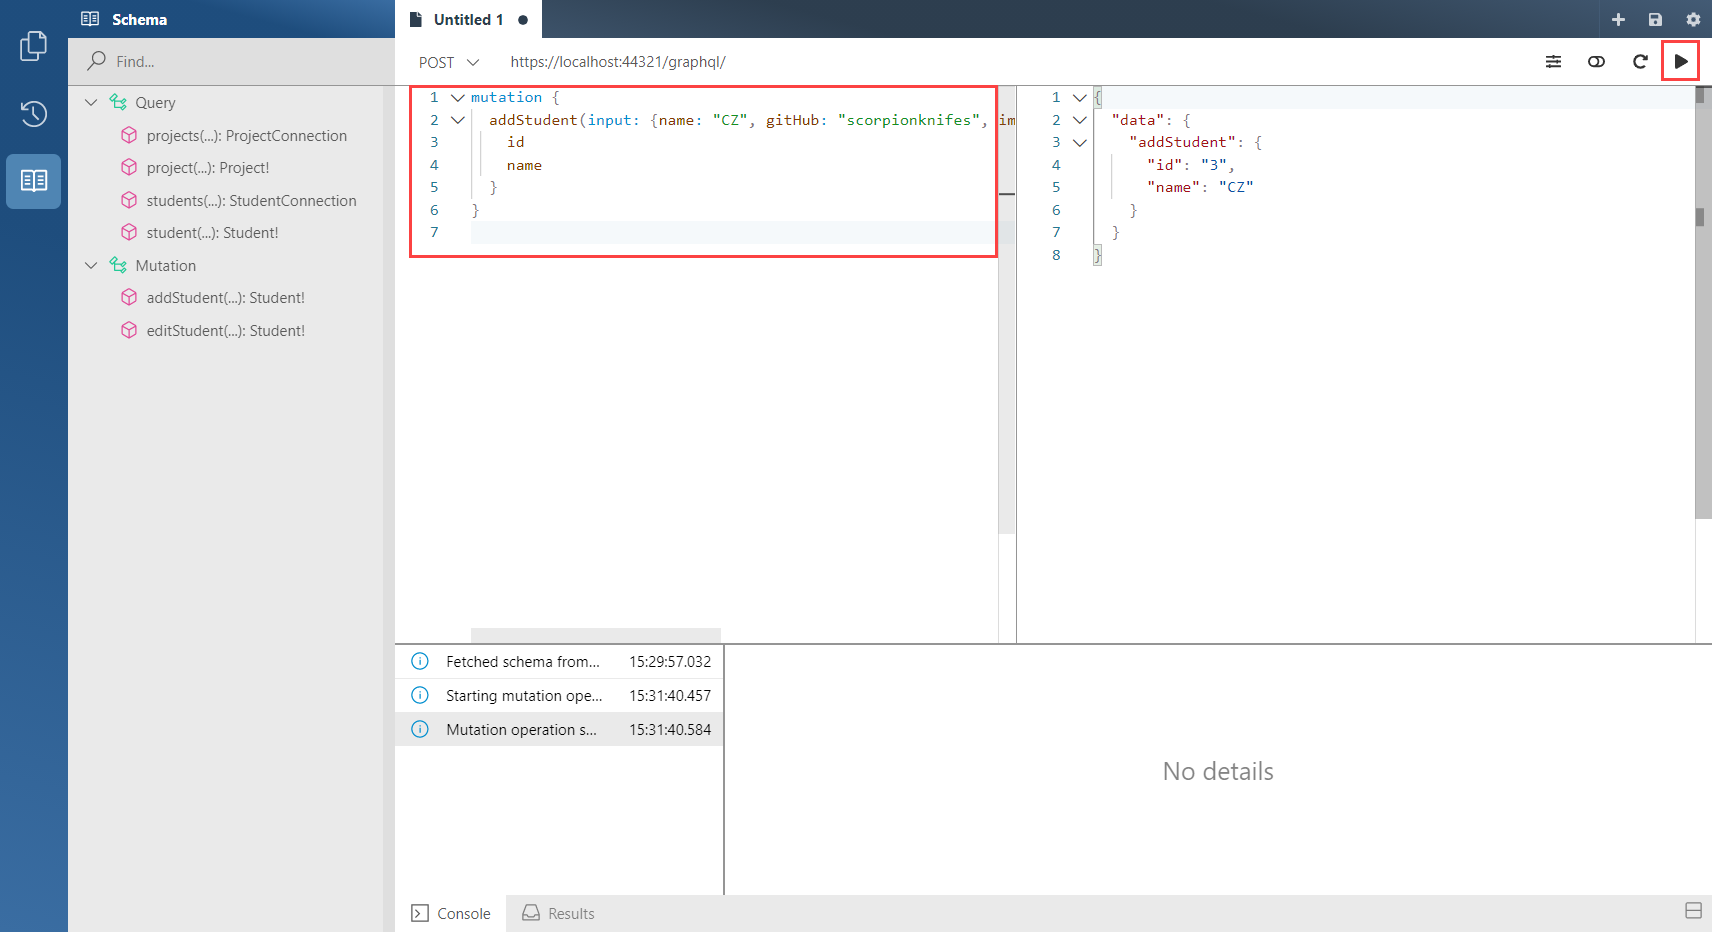 Schema
Untitled 1
Find...
POST
https://localhost:44321/graphql/
Query
projects(...): ProjectConnection
project(...): Project!
students(...): StudentConnection
student(...): Student!
Mutation
addStudent(...): Student!
editStudent(...): Student!
1 mutation {
2 addStudent(input: {name: "CZ", gitHub: "scorpionknifes", im
3 id
4 name
5 }
6 }
7
1 {
2 "data": {
3 "addStudent": {
4 "id": "3",
5 "name": "CZ"
6 }
7 }
8 }
Fetched schema from... 15:29:57.032
Starting mutation ope... 15:31:40.457
Mutation operation s... 15:31:40.584
No details
Console
Results